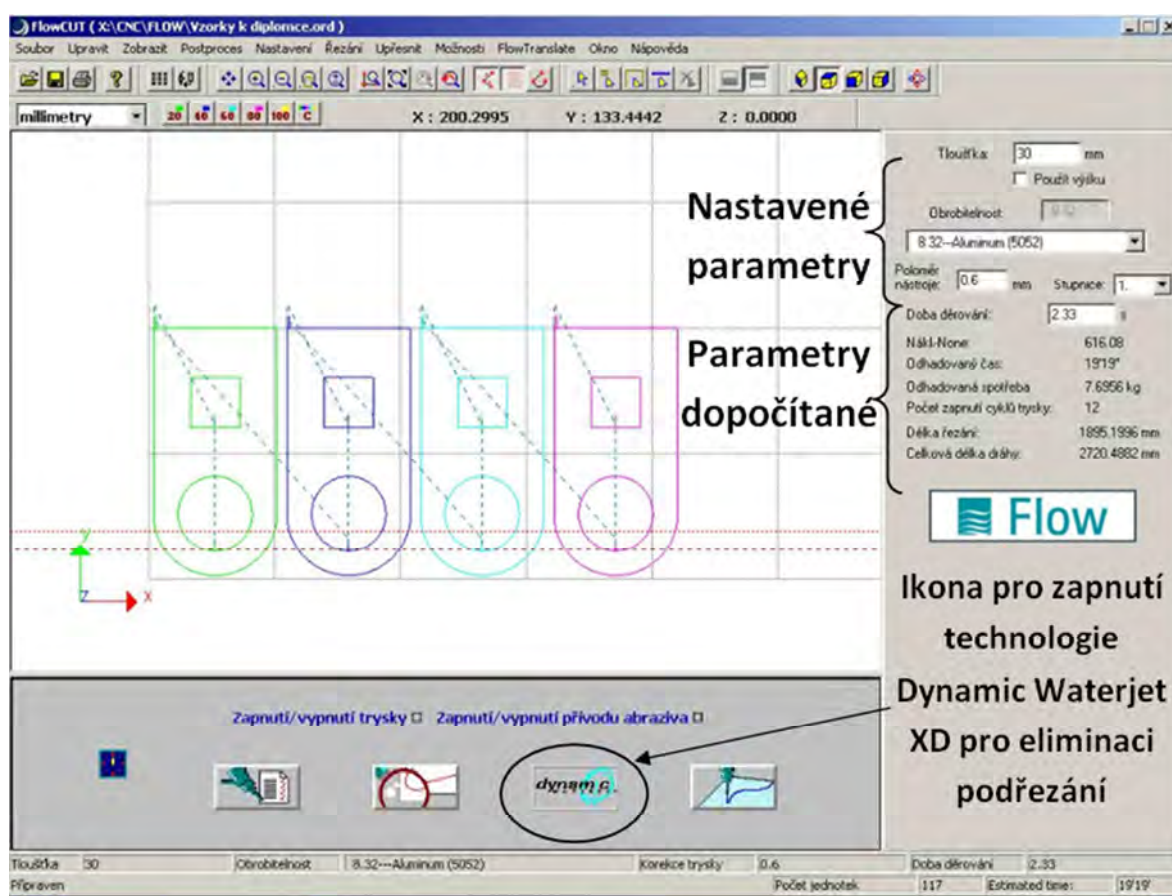 FlowCUT ( X:\CNC\FLOW\Vzorky k diplomce.ord )
Soubor Upravit Zobrazit Postproces Nastavení Řezání Upřesnit Možnosti FlowTranslate Okno Nápověda
millimetry 20 40 60 80 100 C X : 200.2995 Y : 133.4442 Z : 0.0000
Tloušťka: 30 mm
Použít výšku
Obrobitelnost
8.32---Aluminum (5052)
Poloměr nástroje: 0.6 mm Stupnice: 1.
Doba děrování: 2.33 s
Nákl-None: 616.08
Odhadovaný čas: 19'19"
Odhadovaná spotřeba 7.6956 kg
Počet zapnutí cyklů trysky: 12
Délka řezání: 1895.1996 mm
Celková délka dráhy: 2720.4882 mm
Nastavené
parametry
Parametry
dopočítané
Flow
Ikona pro zapnutí
technologie
Dynamic Waterjet
XD pro eliminaci
podřezání
y
z x
Zapnutí/vypnutí trysky Zapnutí/vypnutí přívodu abraziva
Tloušťka 30 Obrobitelnost 8.32---Aluminum (5052) Korekce trysky 0.6 Doba děrování 2.33
Připraven Počet jednotek 117 Estimated time: 19'19'